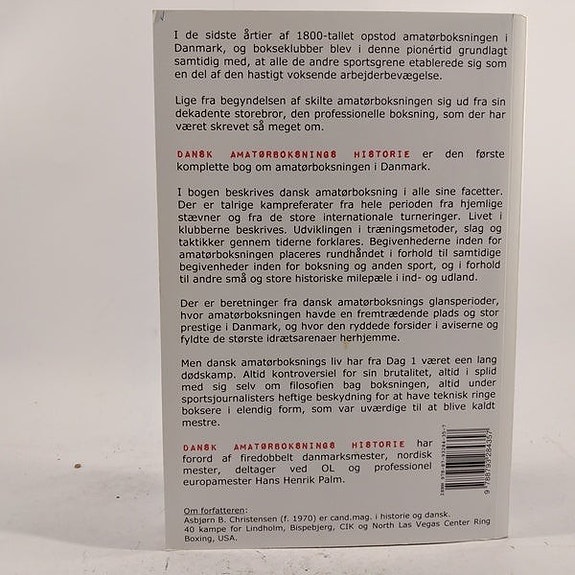 I de sidste årtier af 1800-tallet opstod amatørboksningen i
Danmark, og bokseklubber blev i denne pionértid grundlagt
samtidig med, at alle de andre sportsgrene etablerede sig som
en del af den hastigt voksende arbejderbevægelse.
Lige fra begyndelsen af skilte amatørboksningen sig ud fra sin
dekadente storebror, den professionelle boksning, som der har
været skrevet så meget om.
DANSK AMATØRBOKSNINGS HISTORIE er den første
komplette bog om amatørboksningen i Danmark.
I bogen beskrives dansk amatørboksning i alle sine facetter.
Der er talrige kampreferater fra hele perioden fra hjemlige
stævner og fra de store internationale turneringer. Livet i
klubberne beskrives. Udviklingen i træningsmetoder, slag og
taktikker gennem tiderne forklares. Begivenhederne inden for
amatørboksningen placeres rundhåndet i forhold til samtidige
begivenheder inden for boksning og anden sport, og i forhold
til andre små og store historiske milepæle i ind- og udland.
Der er beretninger fra dansk amatørboksnings glansperioder,
hvor amatørboksningen havde en fremtrædende plads og stor
prestige i Danmark, og hvor den ryddede forsider i aviserne og
fyldte de største idrætsarenaer herhjemme.
Men dansk amatørboksnings liv har fra Dag 1 været een lang
dødskamp. Altid kontroversiel for sin brutalitet, altid i splid
med sig selv om filosofien bag boksningen, altid under
sportsjournalisters heftige beskydning for at have teknisk ringe
boksere i elendig form, som var uværdige til at blive kaldt
mestre.
DANSK AMATØRBOKSNINGS HISTORIE har
forord af firedobbelt danmarksmester, nordisk
mester, deltager ved OL og professionel
europamester Hans Henrik Palm.
Om forfatteren:
Asbjørn B. Christensen (f. 1970) er cand.mag. i historie og dansk.
40 kampe for Lindholm, Bispebjerg, CIK og North Las Vegas Center Ring
Boxing, USA.